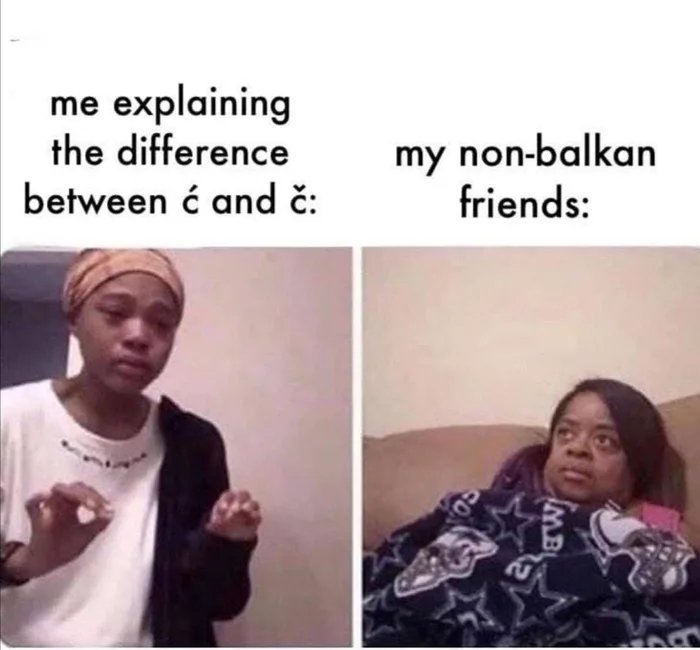 me explaining
the difference
between ć and č:
my non-balkan
friends: